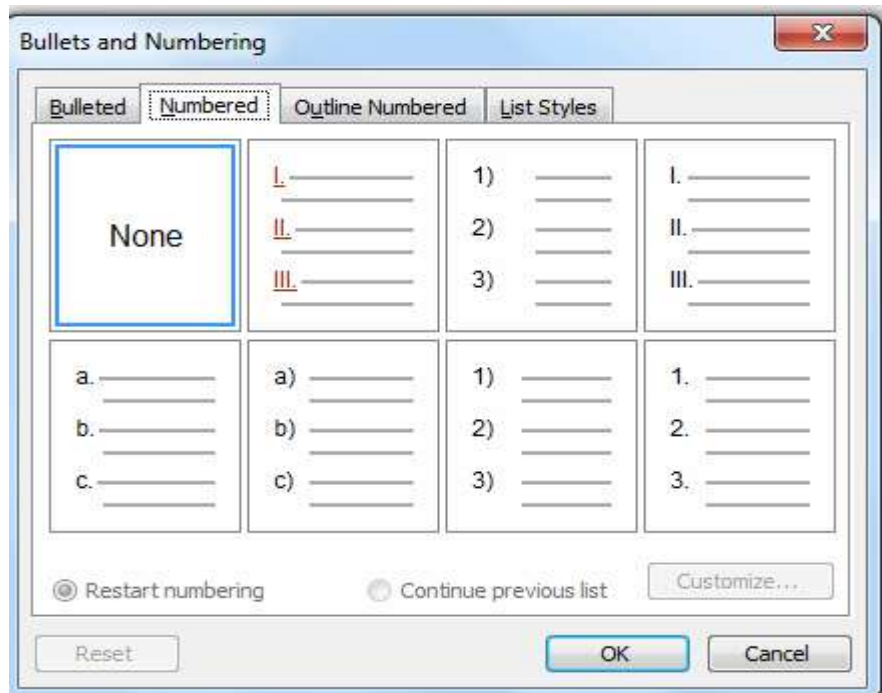 Bullets and Numbering
Bulleted Numbered Outline Numbered List Styles
None
I.
II.
III.
1)
2)
3)
I.
II.
III.
a.
b.
c.
a)
b)
c)
1)
2)
3)
1.
2.
3.
Restart numbering Continue previous list Customize...
Reset OK Cancel